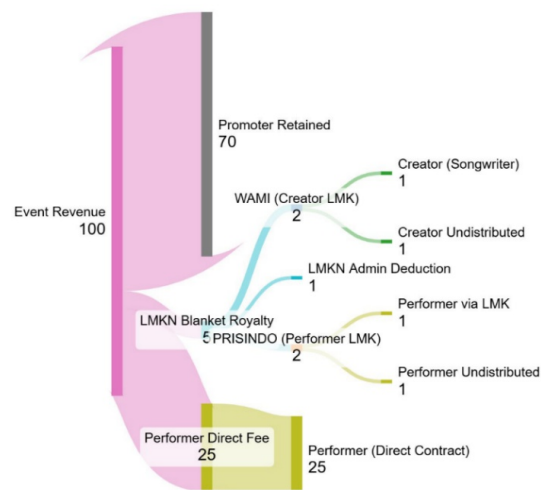 Promoter Retained
70
Event Revenue
100
Creator (Songwriter)
1
WAMI (Creator LMK)
2
Creator Undistributed
1
LMKN Admin Deduction
1
LMKN Blanket Royalty
5
PRISINDO (Performer LMK)
2
Performer via LMK
1
Performer Undistributed
1
Performer Direct Fee
25
Performer (Direct Contract)
25